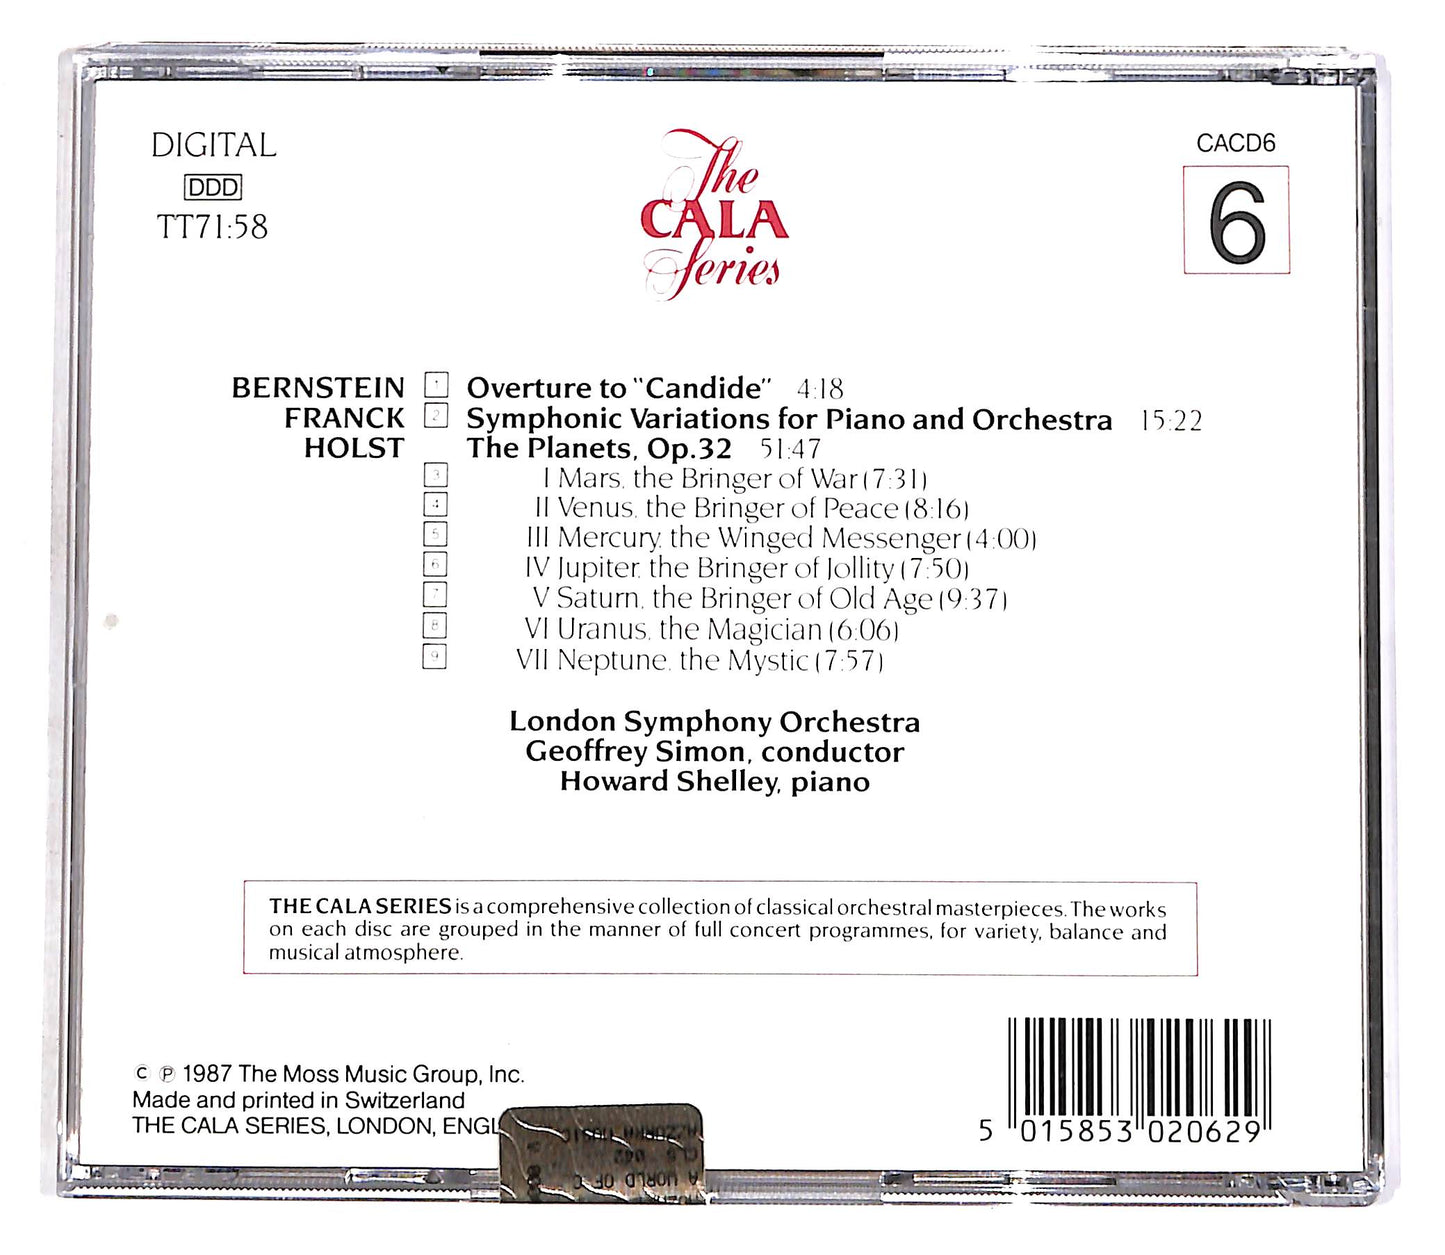 DIGITAL
DDD
TT71:58
The
CALA
Series
CACD6
6
BERNSTEIN 1 Overture to "Candide" 4:18
FRANCK 2 Symphonic Variations for Piano and Orchestra 15:22
HOLST The Planets, Op.32 51:47
3 I Mars, the Bringer of War (7:31)
4 II Venus, the Bringer of Peace (8:16)
5 III Mercury, the Winged Messenger (4:00)
6 IV Jupiter, the Bringer of Jollity (7:50)
7 V Saturn, the Bringer of Old Age (9:37)
8 VI Uranus, the Magician (6:06)
9 VII Neptune, the Mystic (7:57)
London Symphony Orchestra
Geoffrey Simon, conductor
Howard Shelley, piano
THE CALA SERIES is a comprehensive collection of classical orchestral masterpieces. The works
on each disc are grouped in the manner of full concert programmes, for variety, balance and
musical atmosphere.
© ℗ 1987 The Moss Music Group, Inc.
Made and printed in Switzerland
THE CALA SERIES, LONDON, ENGL
A WORLD OF
5 015853 020629